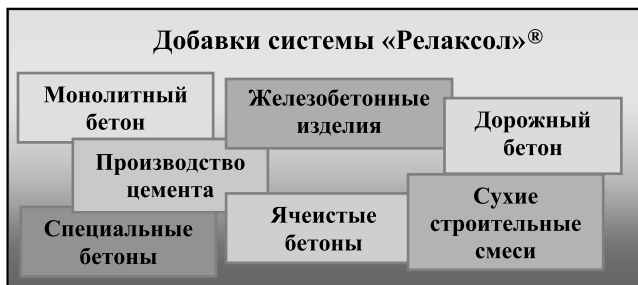 Добавки системы «Релаксол»®
Монолитный
бетон
Железобетонные
изделия
Дорожный
бетон
Производство
цемента
Специальные
бетоны
Ячеистые
бетоны
Сухие
строительные
смеси